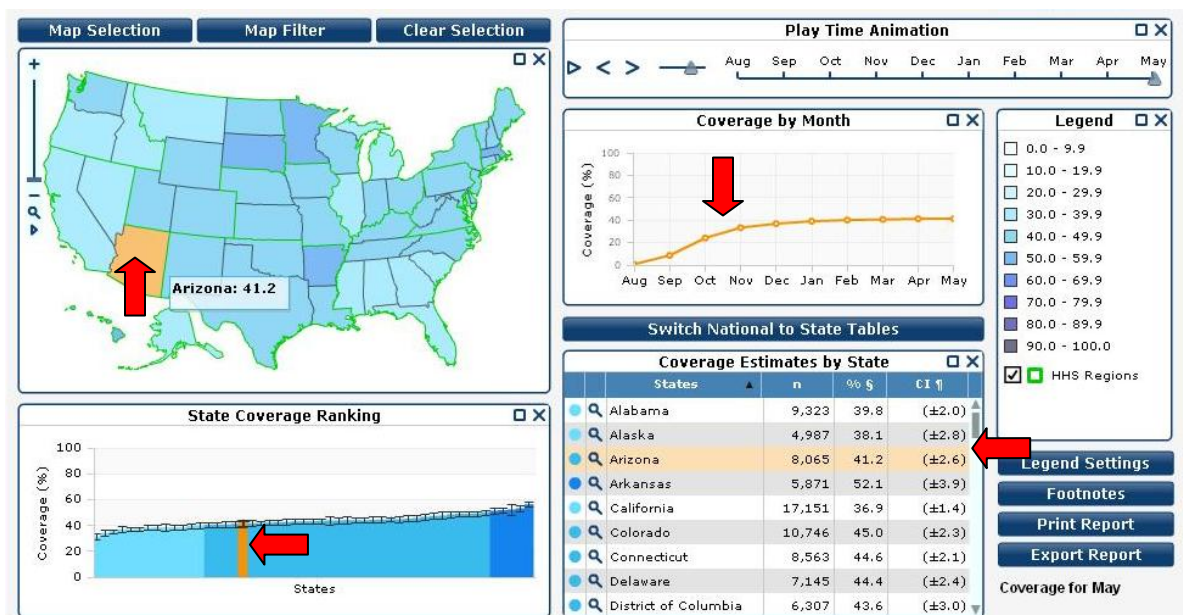 Map Selection
Map Filter
Clear Selection
+
Arizona: 41.2
State Coverage Ranking
Coverage (%)
100
80
60
40
20
0
States
Play Time Animation
Aug Sep Oct Nov Dec Jan Feb Mar Apr May
Coverage by Month
Coverage (%)
100
80
60
40
20
0
Aug Sep Oct Nov Dec Jan Feb Mar Apr May
Switch National to State Tables
Coverage Estimates by State
States n % § CI ¶
Alabama 9,323 39.8 (±2.0)
Alaska 4,987 38.1 (±2.8)
Arizona 8,065 41.2 (±2.6)
Arkansas 5,871 52.1 (±3.9)
California 17,151 36.9 (±1.4)
Colorado 10,746 45.0 (±2.3)
Connecticut 8,563 44.6 (±2.1)
Delaware 7,145 44.4 (±2.4)
District of Columbia 6,307 43.6 (±3.0)
Legend
0.0 - 9.9
10.0 - 19.9
20.0 - 29.9
30.0 - 39.9
40.0 - 49.9
50.0 - 59.9
60.0 - 69.9
70.0 - 79.9
80.0 - 89.9
90.0 - 100.0
HHS Regions
Legend Settings
Footnotes
Print Report
Export Report
Coverage for May